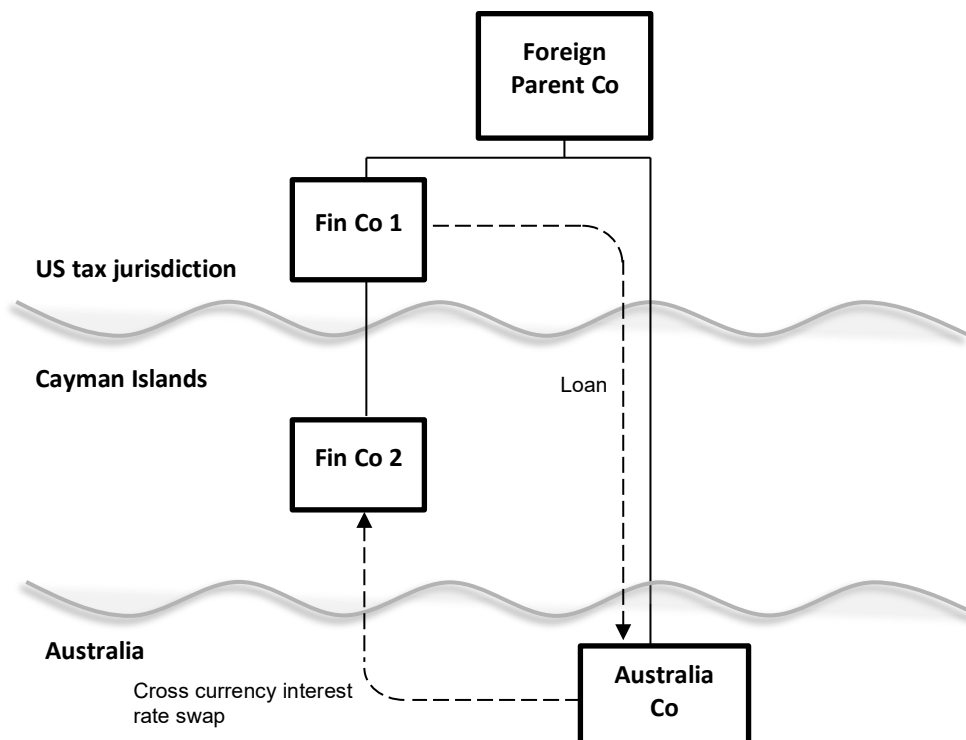 Foreign
Parent Co
Fin Co 1
US tax jurisdiction
Cayman Islands
Loan
Fin Co 2
Australia
Australia
Co
Cross currency interest
rate swap